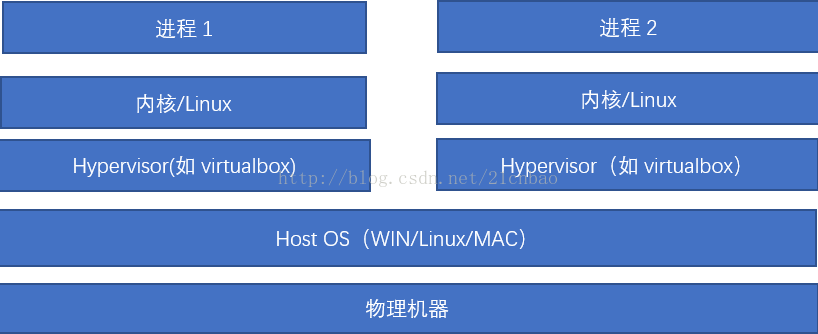 进程 1
进程 2
内核/Linux
内核/Linux
Hypervisor(如 virtualbox)
Hypervisor（如 virtualbox）
http://blog.csdn.net/21cnbao
Host OS（WIN/Linux/MAC）
物理机器